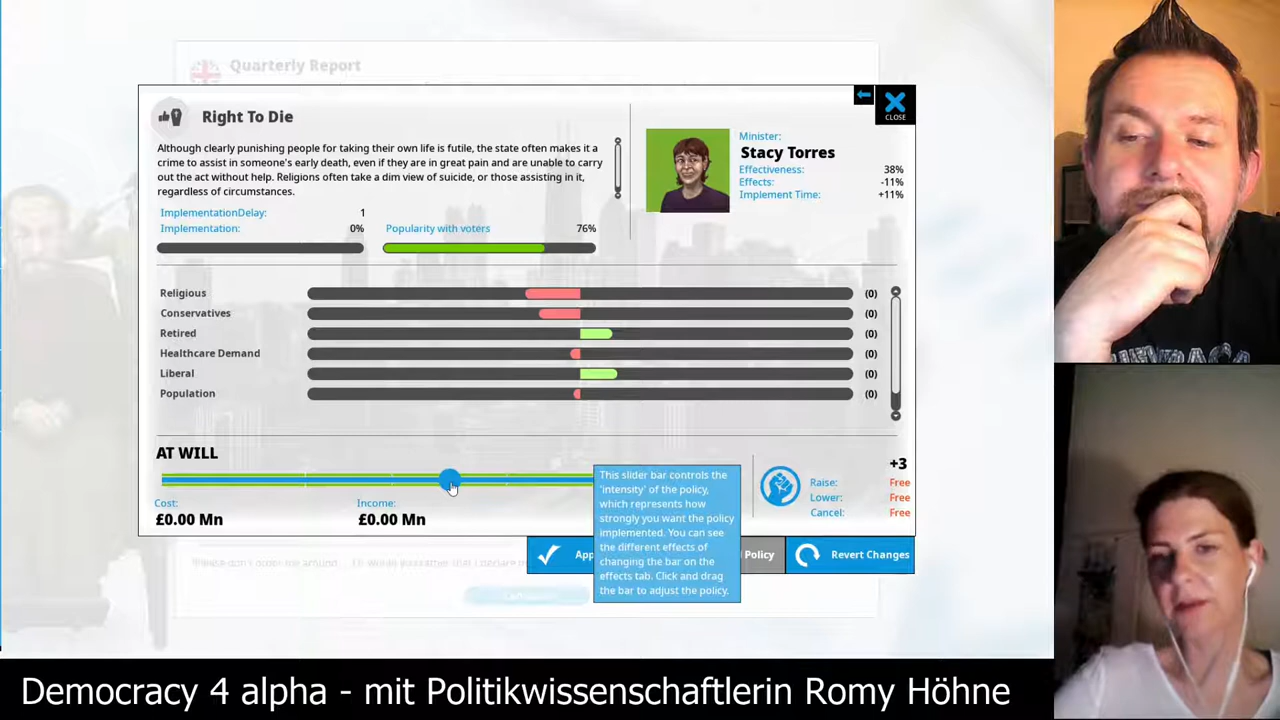 Quarterly Report
Right To Die
CLOSE
Although clearly punishing people for taking their own life is futile, the state often makes it a
crime to assist in someone's early death, even if they are in great pain and are unable to carry
out the act without help. Religions often take a dim view of suicide, or those assisting in it,
regardless of circumstances.
Minister:
Stacy Torres
Effectiveness: 38%
Effects: -11%
Implement Time: +11%
ImplementationDelay: 1
Implementation: 0%
Popularity with voters 76%
Religious (0)
Conservatives (0)
Retired (0)
Healthcare Demand (0)
Liberal (0)
Population (0)
AT WILL
Cost:
£0.00 Mn
Income:
£0.00 Mn
This slider bar controls the
'intensity' of the policy,
which represents how
strongly you want the policy
implemented. You can see
the different effects of
changing the bar on the
effects tab. Click and drag
the bar to adjust the policy.
+3
Raise: Free
Lower: Free
Cancel: Free
App
Policy
Revert Changes
Democracy 4 alpha - mit Politikwissenschaftlerin Romy Höhne